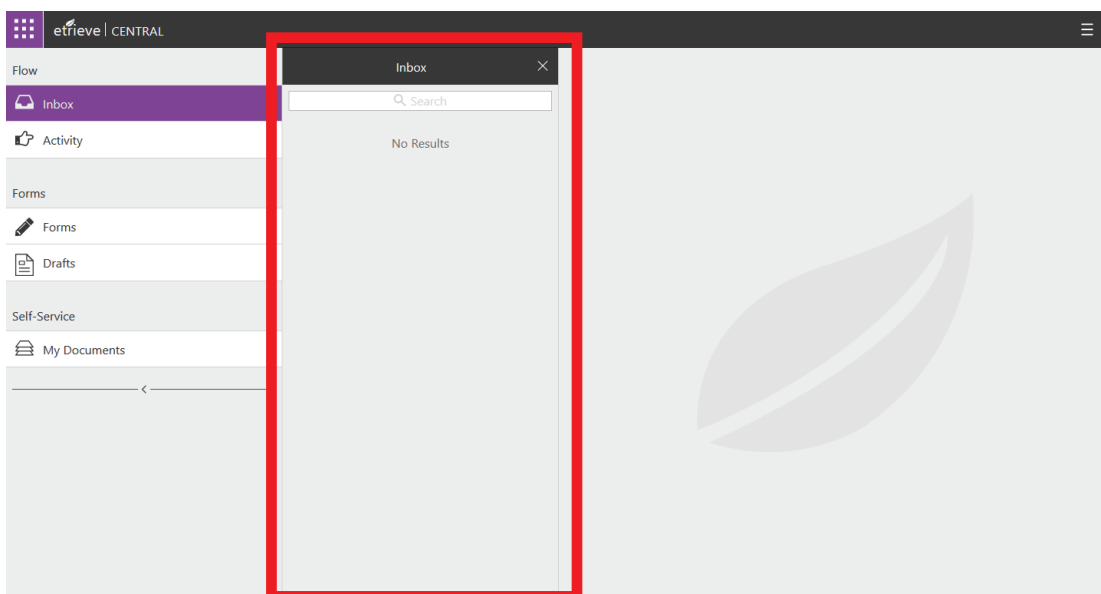 etrieve | CENTRAL
Flow
Inbox
Activity
Forms
Forms
Drafts
Self-Service
My Documents
Inbox
Search
No Results